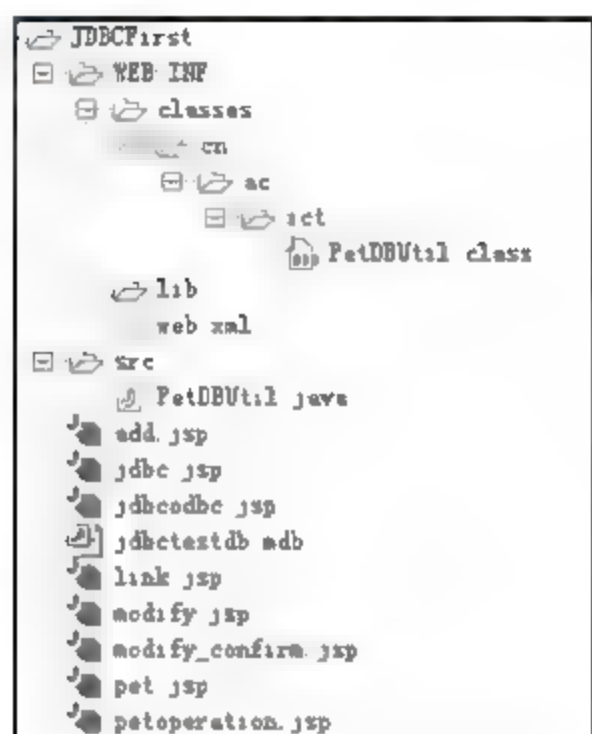 JDBCFirst
WEB INF
classes
cn
ac
ict
PetDBUtil class
lib
web xml
src
PetDBUtil java
add.jsp
jdbc jsp
jdbcodbc jsp
jdbctestdb mdb
link jsp
modify jsp
modify_confirm.jsp
pet jsp
petoperation.jsp